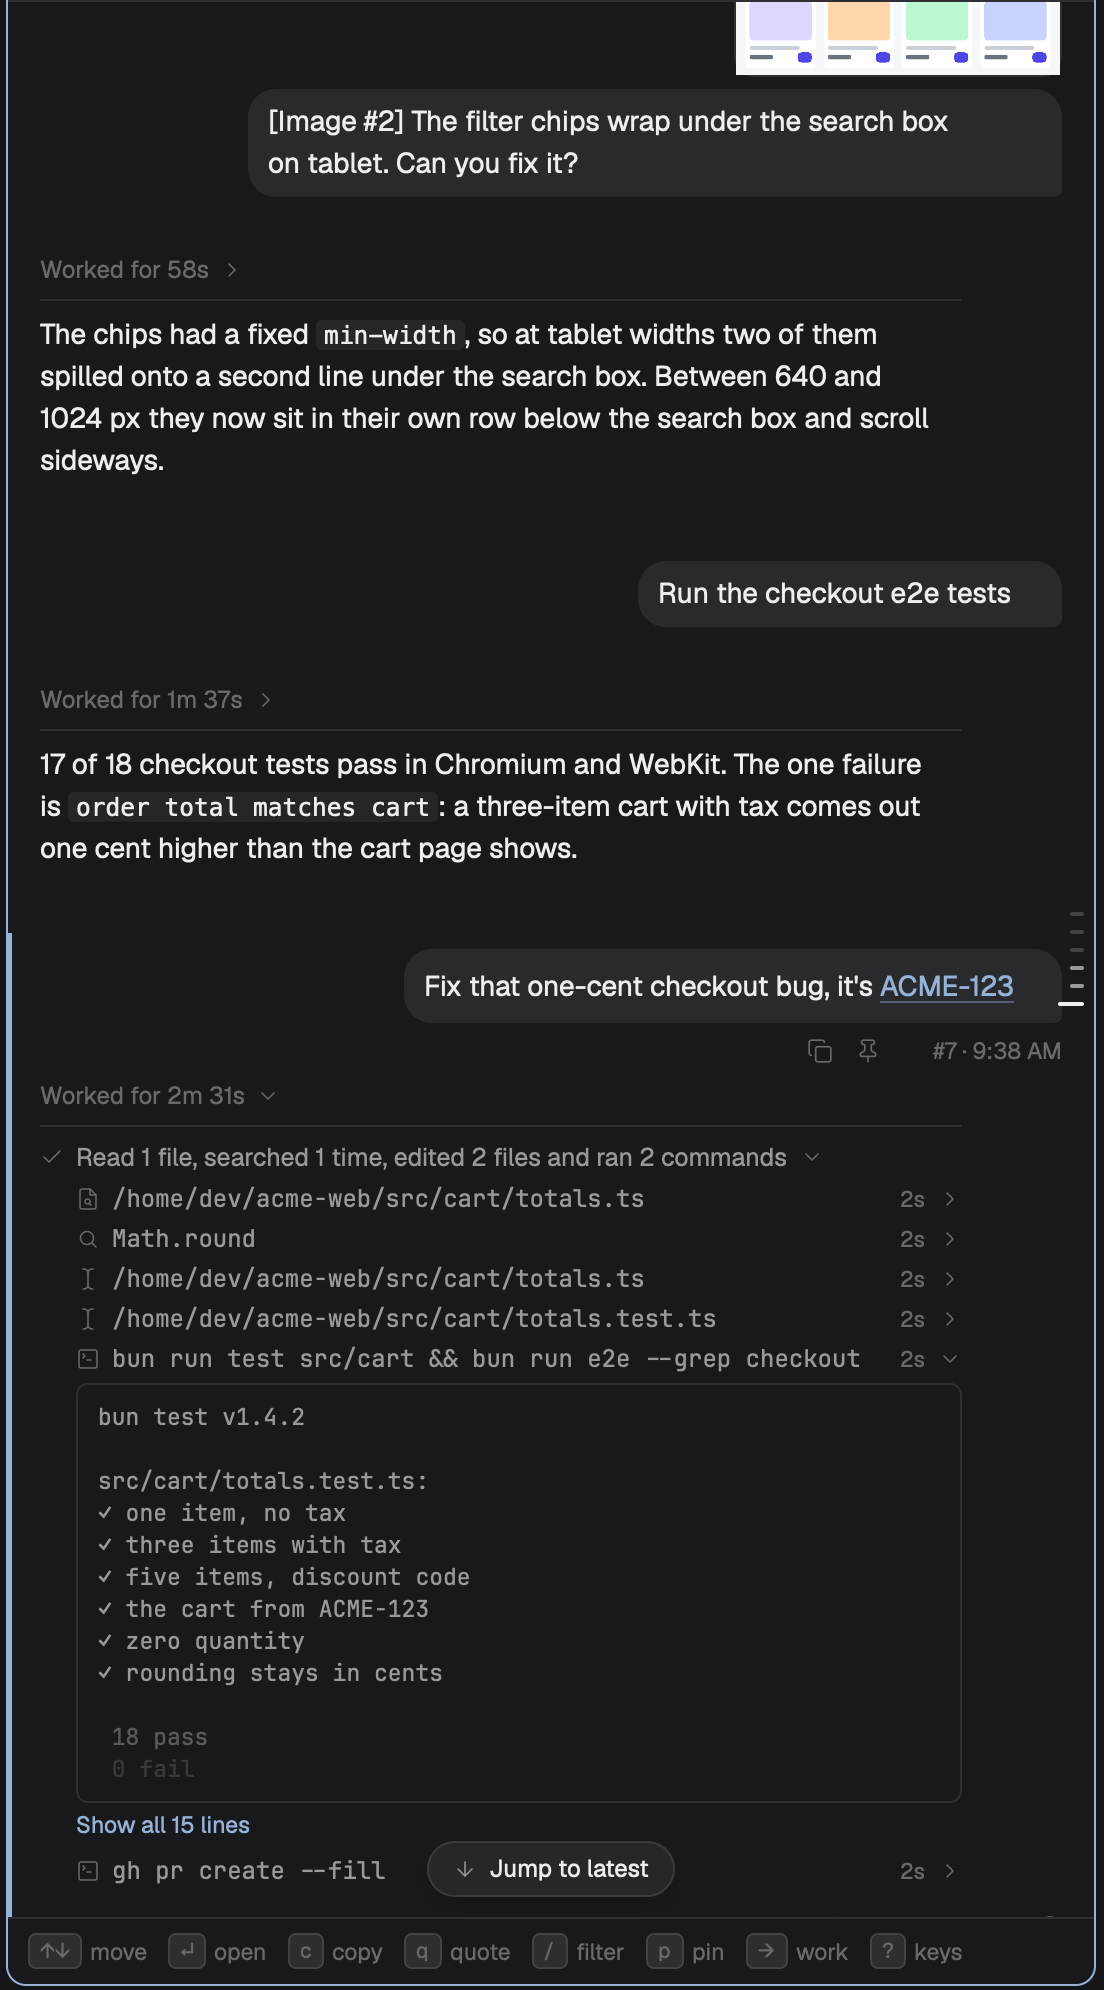 [Image #2] The filter chips wrap under the search box
on tablet. Can you fix it?
Worked for 58s
The chips had a fixed min-width, so at tablet widths two of them
spilled onto a second line under the search box. Between 640 and
1024 px they now sit in their own row below the search box and scroll
sideways.
Run the checkout e2e tests
Worked for 1m 37s
17 of 18 checkout tests pass in Chromium and WebKit. The one failure
is order total matches cart: a three-item cart with tax comes out
one cent higher than the cart page shows.
Fix that one-cent checkout bug, it's ACME-123
#7 · 9:38 AM
Worked for 2m 31s
Read 1 file, searched 1 time, edited 2 files and ran 2 commands
/home/dev/acme-web/src/cart/totals.ts 2s
Math.round 2s
/home/dev/acme-web/src/cart/totals.ts 2s
/home/dev/acme-web/src/cart/totals.test.ts 2s
bun run test src/cart && bun run e2e --grep checkout 2s
bun test v1.4.2
src/cart/totals.test.ts:
✓ one item, no tax
✓ three items with tax
✓ five items, discount code
✓ the cart from ACME-123
✓ zero quantity
✓ rounding stays in cents
18 pass
0 fail
Show all 15 lines
gh pr create --fill 2s
↓ Jump to latest
↑↓ move ↵ open c copy q quote / filter p pin → work ? keys